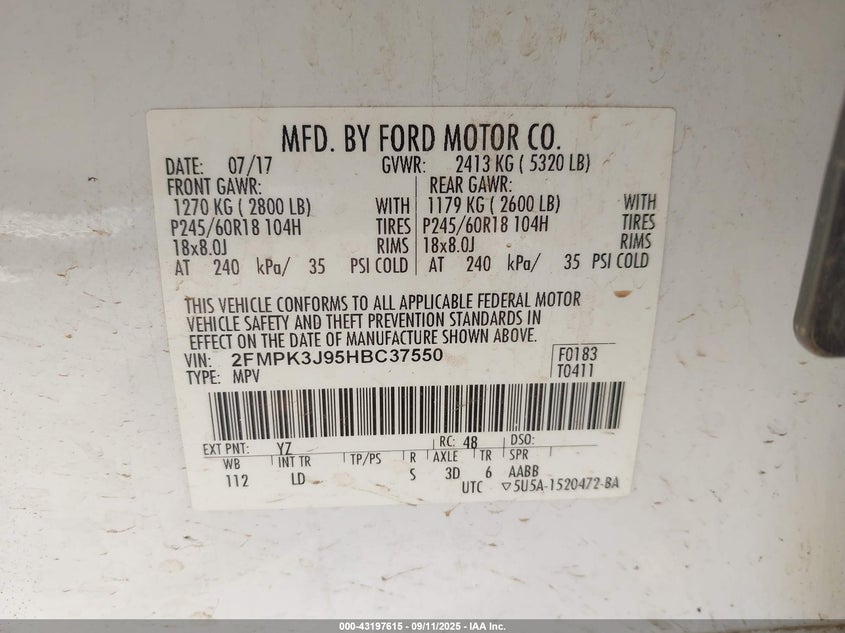 MFD. BY FORD MOTOR CO.
DATE: 07/17 GVWR: 2413 KG ( 5320 LB)
FRONT GAWR: REAR GAWR:
1270 KG ( 2800 LB) WITH 1179 KG ( 2600 LB) WITH
P245/60R18 104H TIRES P245/60R18 104H TIRES
18x8.0J RIMS 18x8.0J RIMS
AT 240 kPa/ 35 PSI COLD AT 240 kPa/ 35 PSI COLD
THIS VEHICLE CONFORMS TO ALL APPLICABLE FEDERAL MOTOR
VEHICLE SAFETY AND THEFT PREVENTION STANDARDS IN
EFFECT ON THE DATE OF MANUFACTURE SHOWN ABOVE.
VIN: 2FMPK3J95HBC37550 F0183
TYPE: MPV T0411
EXT PNT: YZ RC: 48 DSO:
WB INT TR TP/PS R AXLE TR SPR
112 LD S 3D 6 AABB
UTC ▽5U5A-1520472-BA
000-43197615 - 09/11/2025 - IAA Inc.